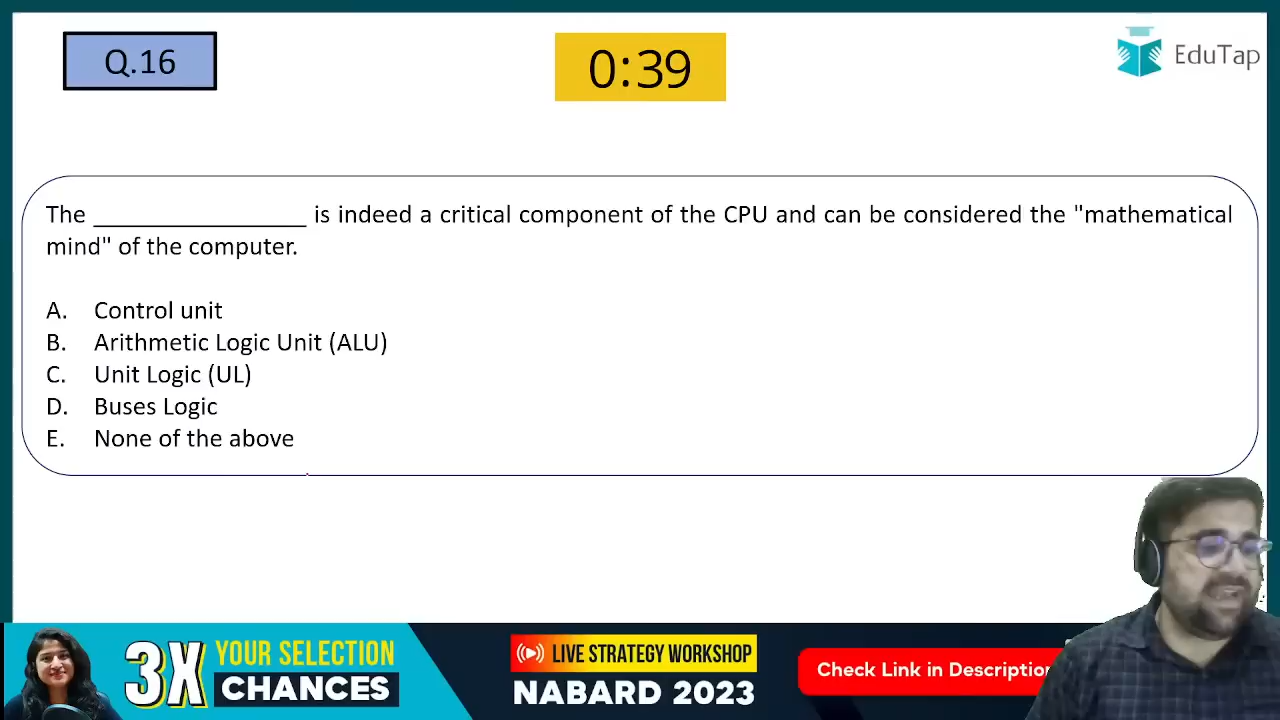 Q.16
0:39
EduTap
The ________________ is indeed a critical component of the CPU and can be considered the "mathematical
mind" of the computer.
A. Control unit
B. Arithmetic Logic Unit (ALU)
C. Unit Logic (UL)
D. Buses Logic
E. None of the above
3X YOUR SELECTION
CHANCES
LIVE STRATEGY WORKSHOP
NABARD 2023
Check Link in Description